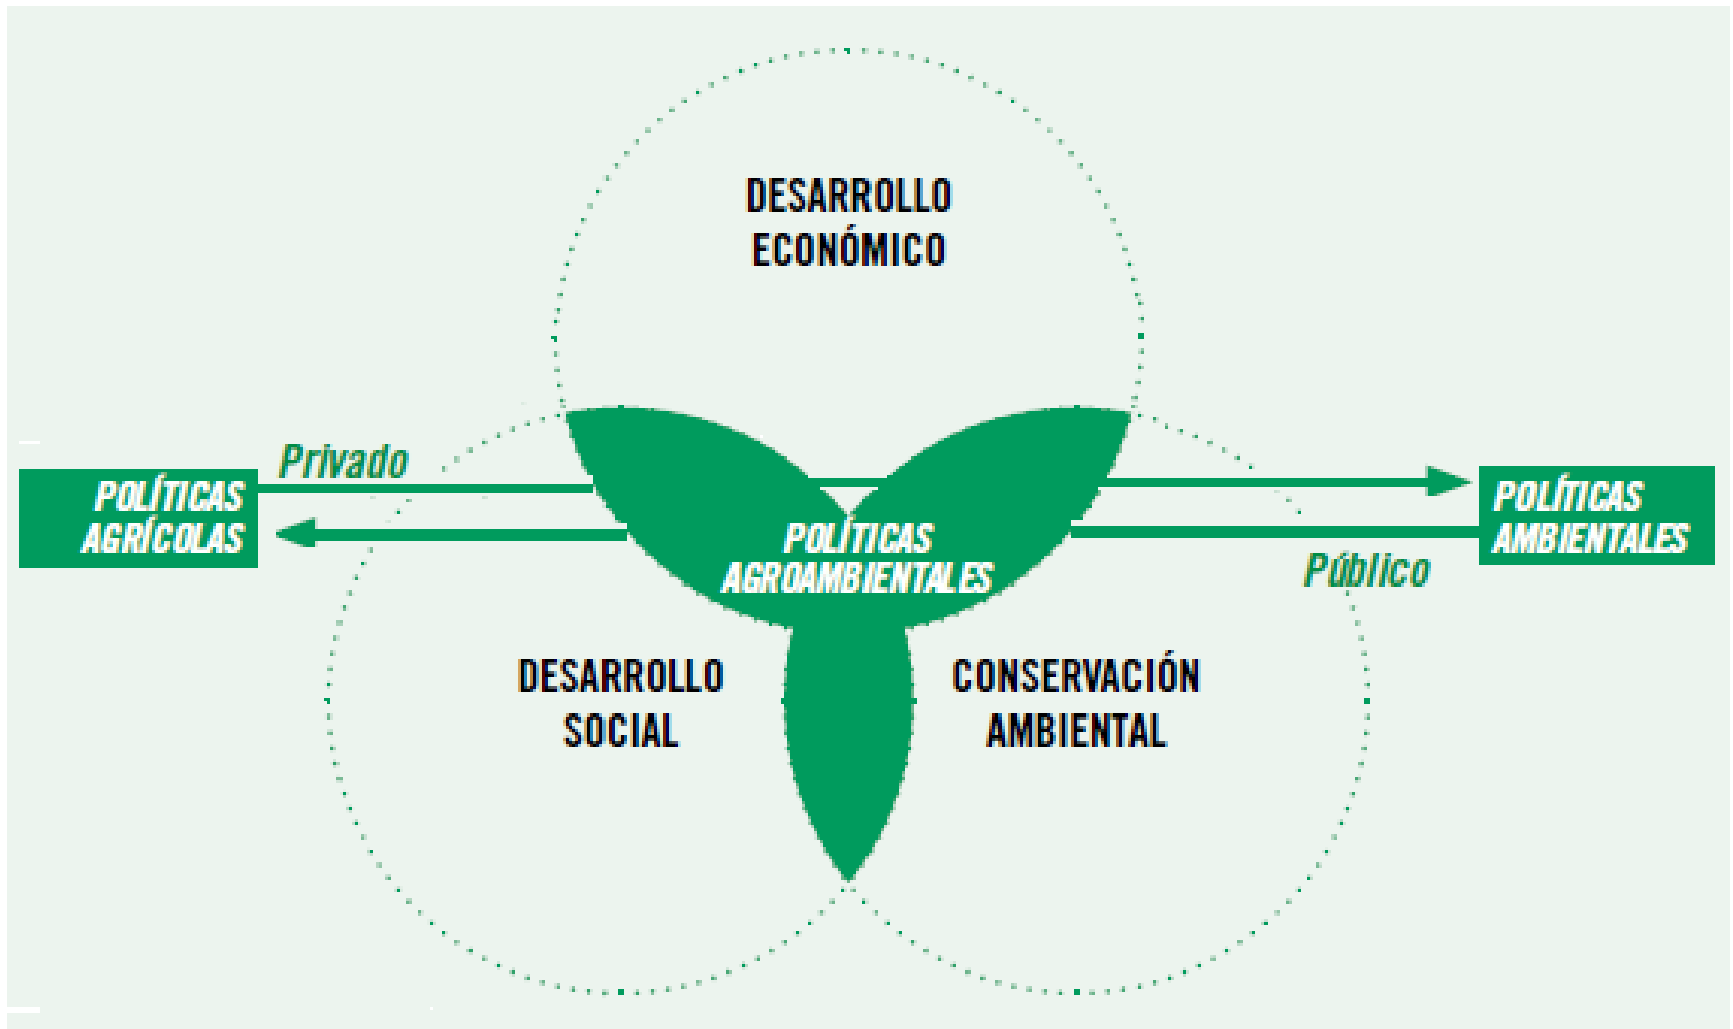 DESARROLLO
ECONÓMICO
Privado
POLÍTICAS
AGRÍCOLAS
POLÍTICAS
AGROAMBIENTALES
POLÍTICAS
AMBIENTALES
Público
DESARROLLO
SOCIAL
CONSERVACIÓN
AMBIENTAL